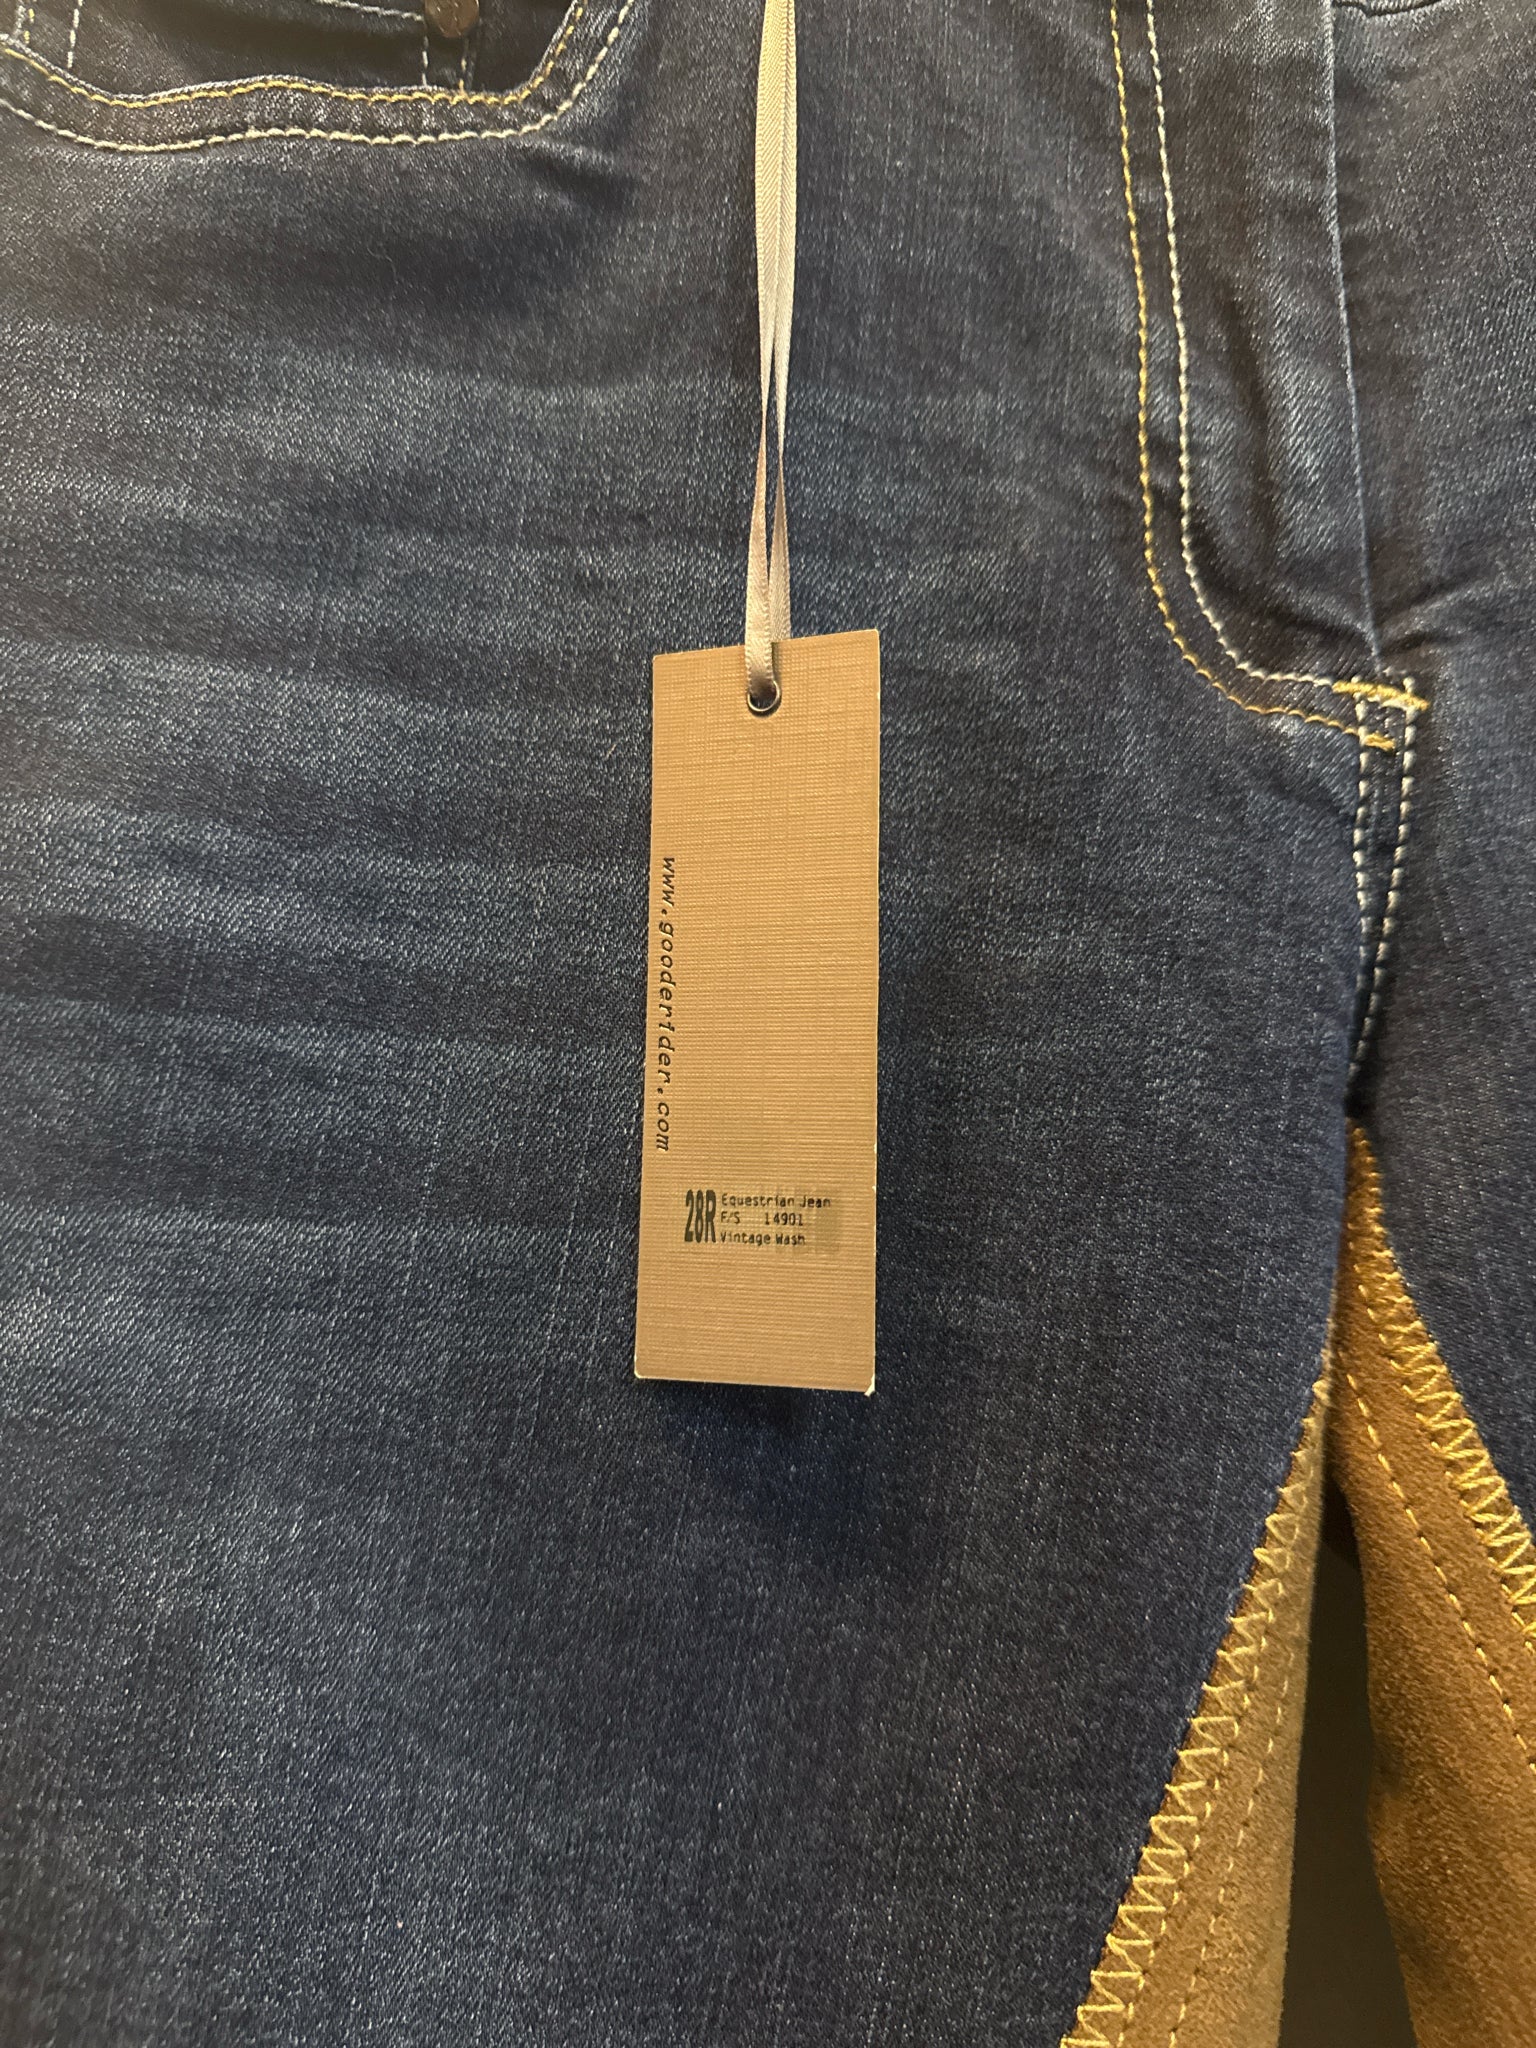 www.gooderider.com
28R
Equestrian Jean
F/S 14901
Vintage Wash